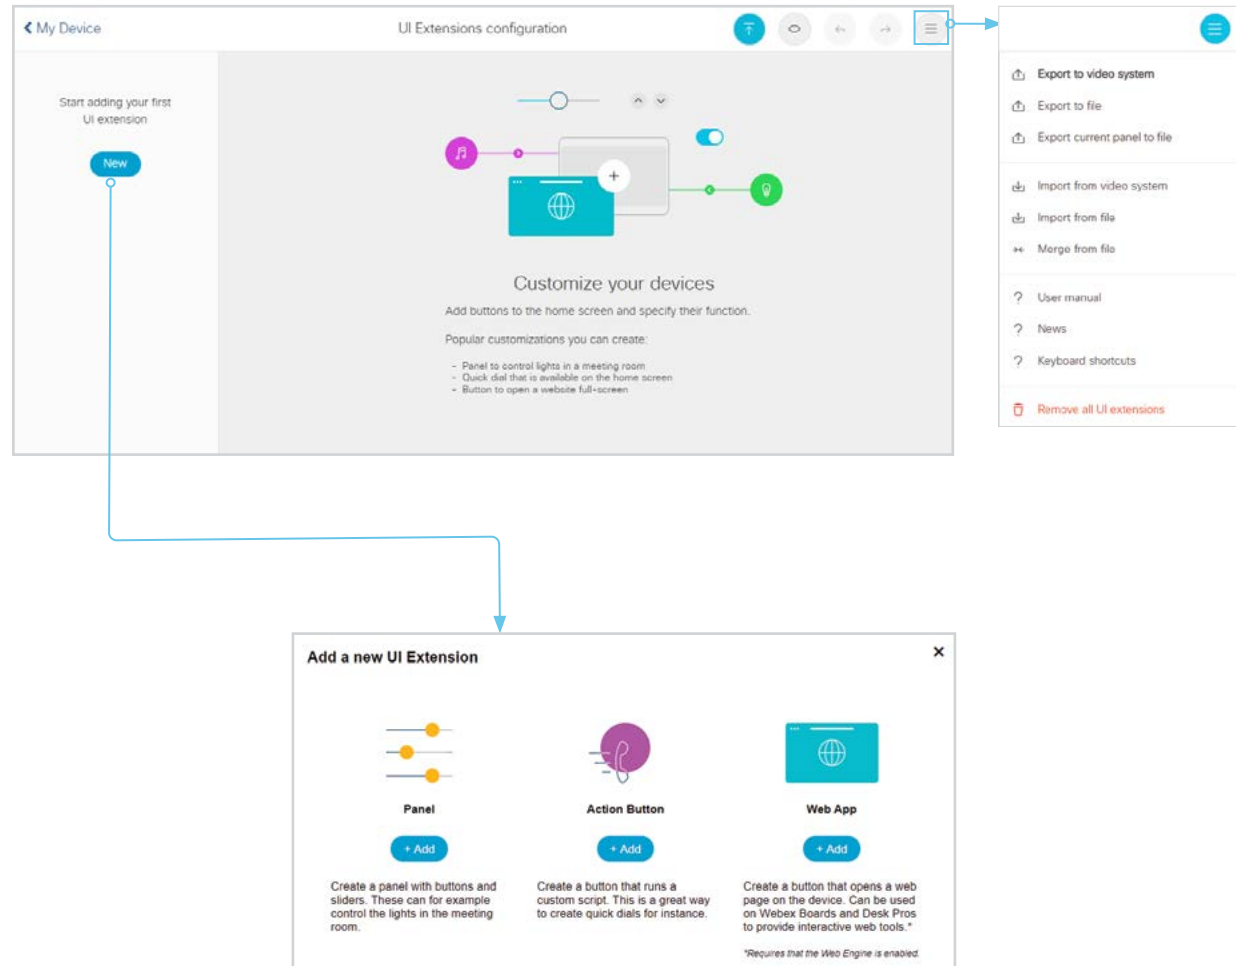 My Device
UI Extensions configuration
Start adding your first
UI extension
New
Customize your devices
Add buttons to the home screen and specify their function.
Popular customizations you can create:
- Panel to control lights in a meeting room
- Quick dial that is available on the home screen
- Button to open a website full-screen
Export to video system
Export to file
Export current panel to file
Import from video system
Import from file
Merge from file
? User manual
? News
? Keyboard shortcuts
Remove all UI extensions
Add a new UI Extension
Panel
+ Add
Create a panel with buttons and
sliders. These can for example
control the lights in the meeting
room.
Action Button
+ Add
Create a button that runs a
custom script. This is a great way
to create quick dials for instance.
Web App
+ Add
Create a button that opens a web
page on the device. Can be used
on Webex Boards and Desk Pros
to provide interactive web tools.*
*Requires that the Web Engine is enabled.